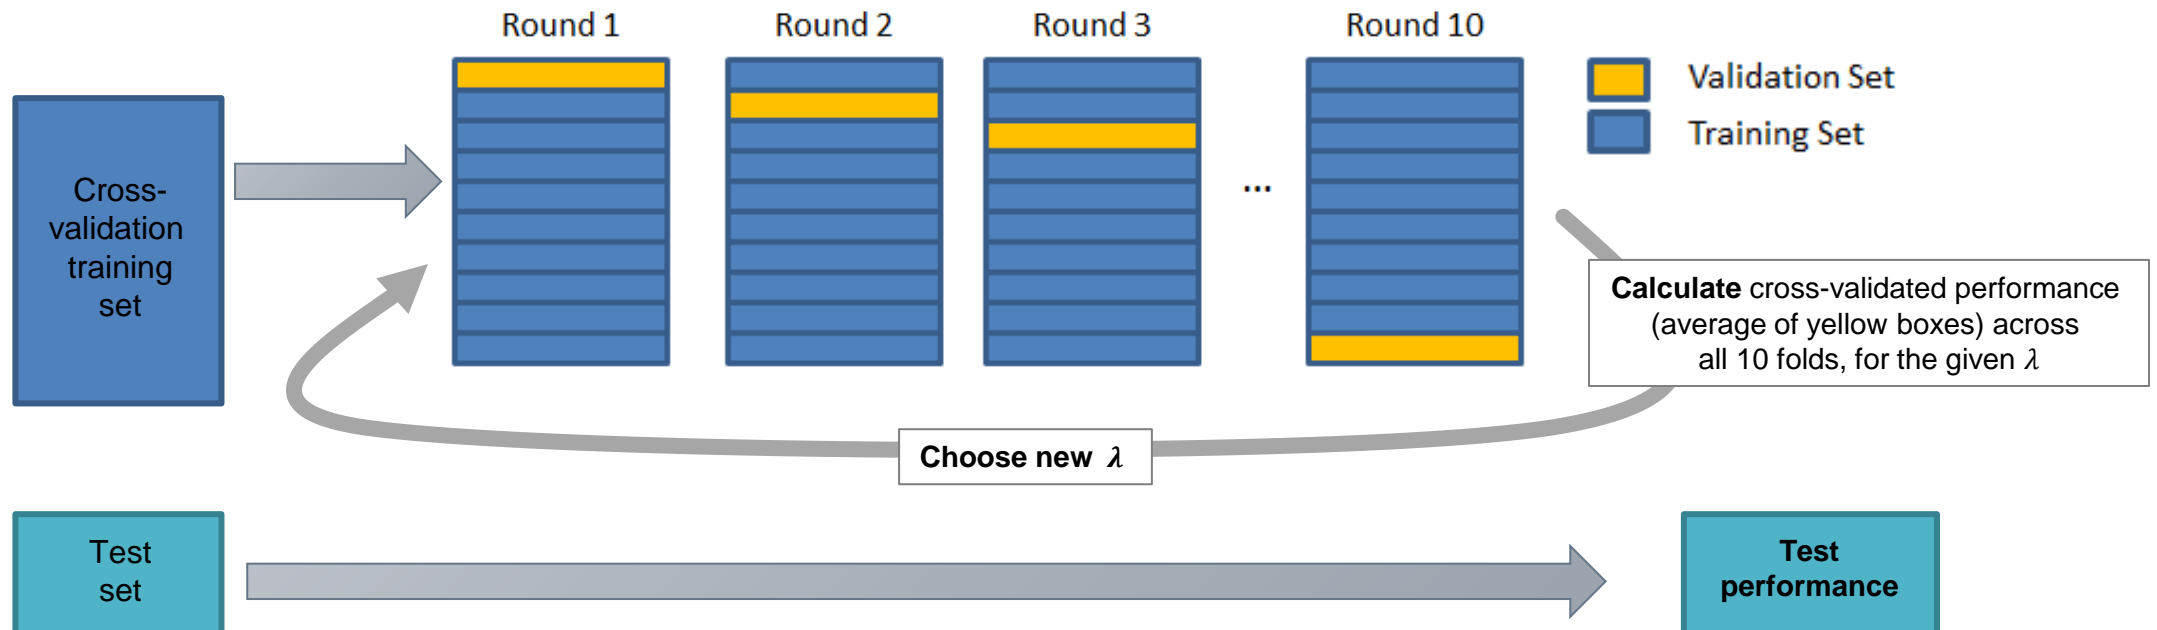 Round 1
Round 2
Round 3
Round 10
Validation Set
Training Set
Cross-
validation
training
set
...
Calculate cross-validated performance
(average of yellow boxes) across
all 10 folds, for the given λ
Choose new λ
Test
set
Test
performance